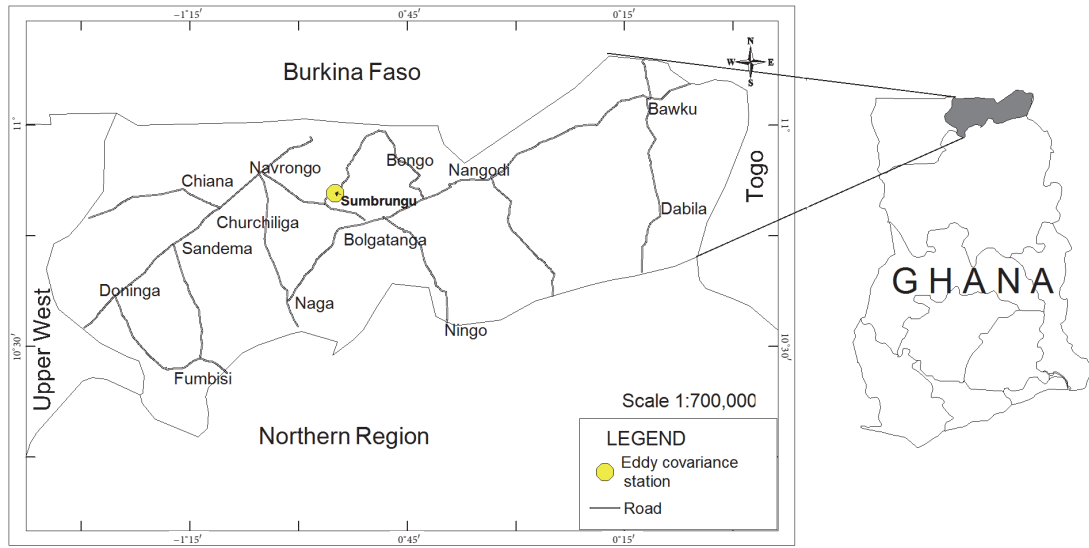 −1°15′
0°45′
0°15′
N
W
E
S
Burkina Faso
Bawku
11°
11°
Bongo
Navrongo
Nangodi
Chiana
Togo
Sumbrungu
Dabila
Churchiliga
Bolgatanga
Sandema
GHANA
Doninga
Naga
Ningo
10°30′
10°30′
Upper West
Fumbisi
Scale 1:700,000
Northern Region
LEGEND
Eddy covariance
station
Road
−1°15′
0°45′
0°15′